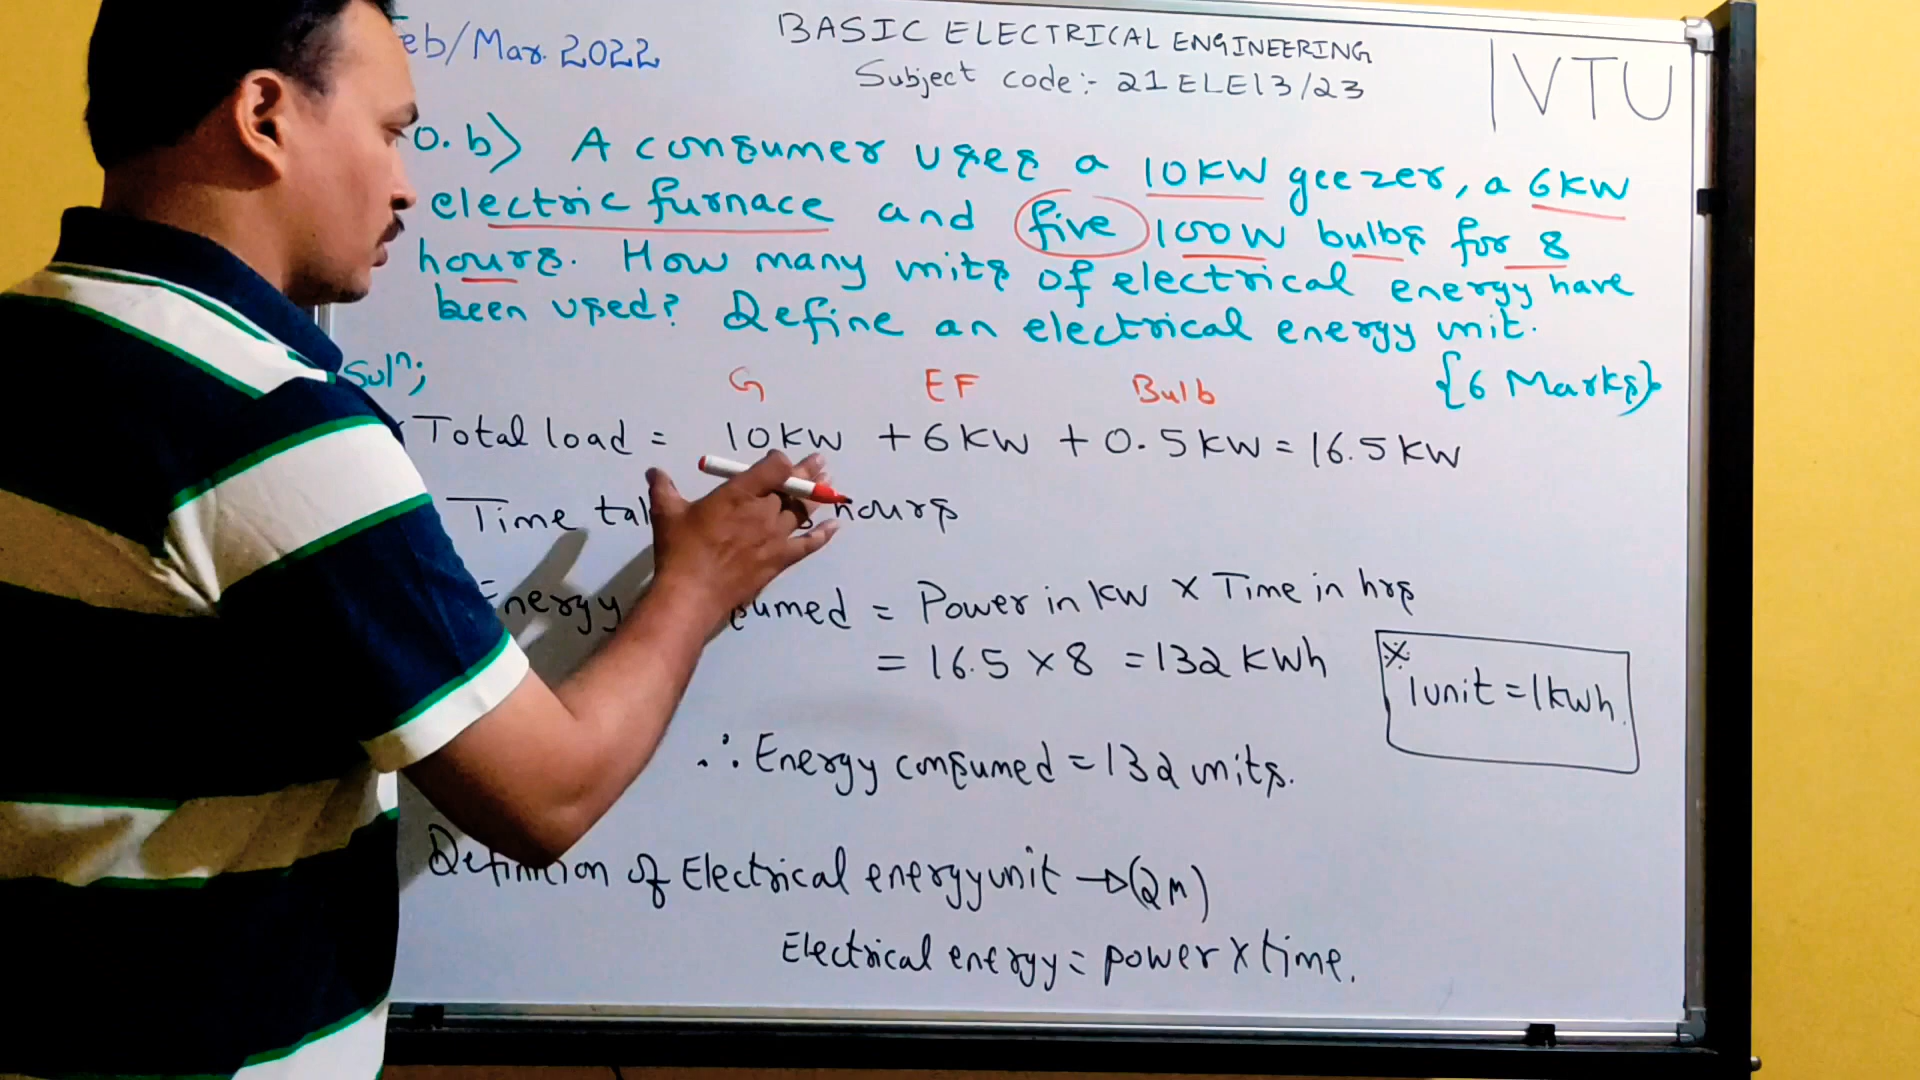 Feb/Mar. 2022
BASIC ELECTRICAL ENGINEERING
Subject code:- 21ELE13/23
VTU
0.b) A consumer uses a 10KW geezer, a 6KW
electric furnace and five 100W bulbs for 8
hours. How many units of electrical energy have
been used? Define an electrical energy unit.
{6 Marks}
Solⁿ;
G EF Bulb
Total load = 10KW + 6KW + 0.5KW = 16.5KW
Time hours
Energy = Power in KW × Time in hrs
= 16.5 × 8 = 132 KWh
1unit = 1kWh.
∴ Energy consumed = 132 units.
Definition of Electrical energy unit → (2M)
Electrical energy = power × time.